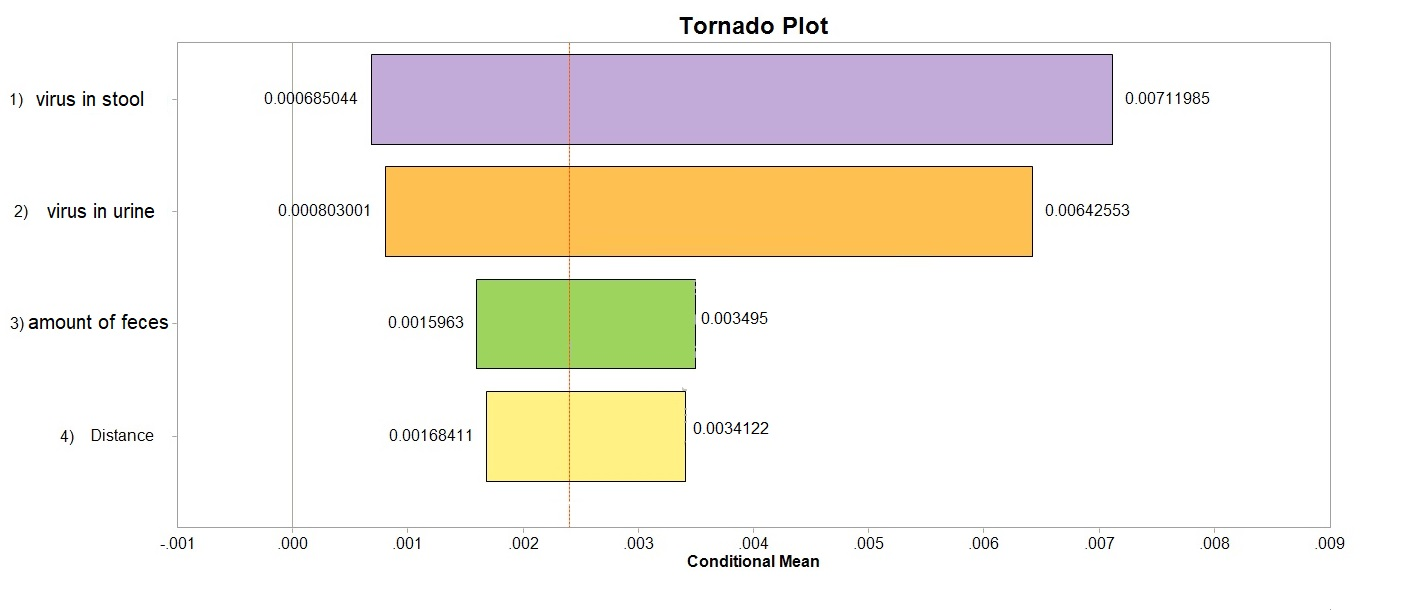 Tornado Plot
1) virus in stool
0.000685044
0.00711985
2) virus in urine
0.000803001
0.00642553
3) amount of feces
0.0015963
0.003495
4) Distance
0.00168411
0.0034122
-.001 .000 .001 .002 .003 .004 .005 .006 .007 .008 .009
Conditional Mean